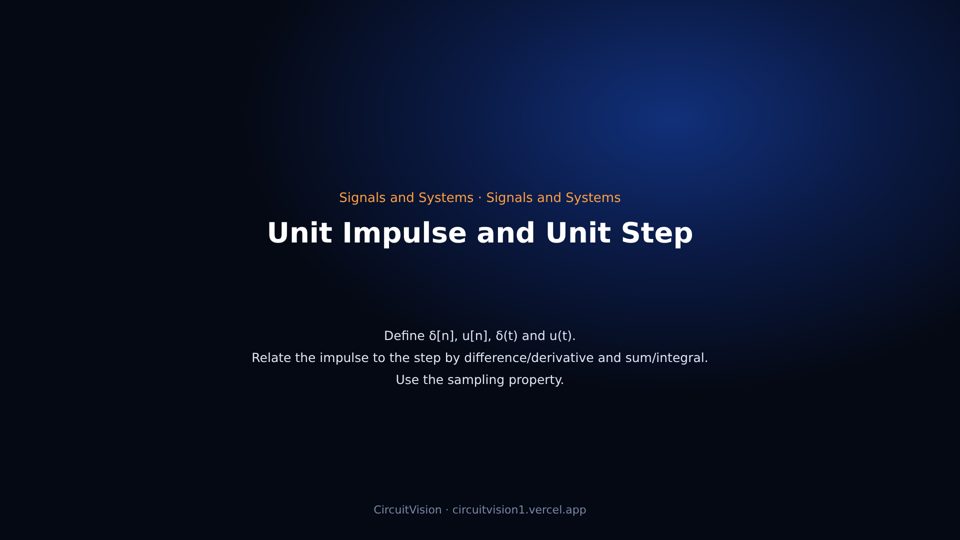 Signals and Systems · Signals and Systems
Unit Impulse and Unit Step
Define δ[n], u[n], δ(t) and u(t).
Relate the impulse to the step by difference/derivative and sum/integral.
Use the sampling property.
CircuitVision · circuitvision1.vercel.app